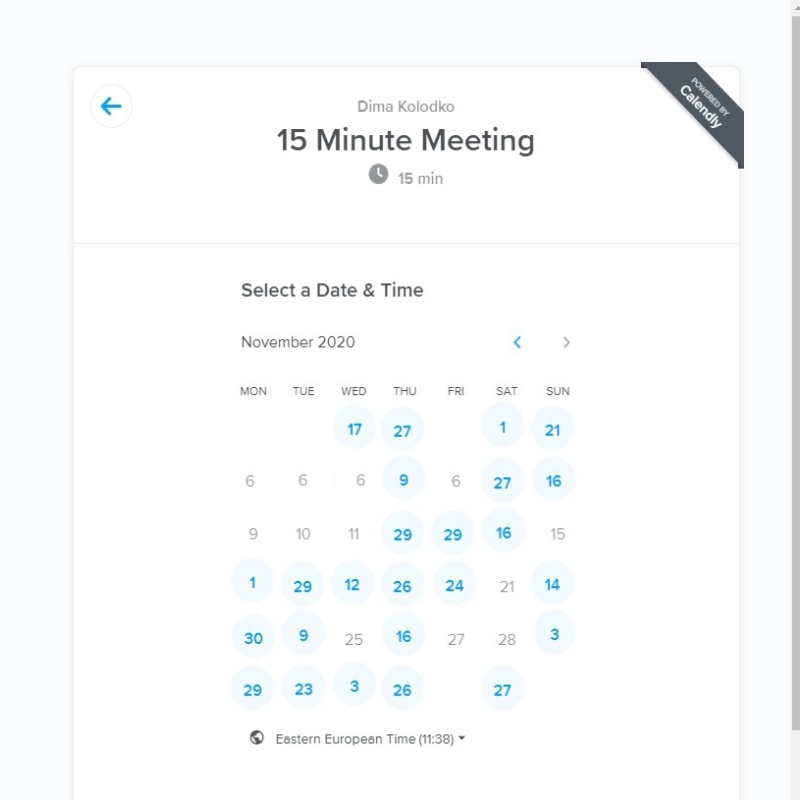 POWERED BY
Calendly
Dima Kolodko
15 Minute Meeting
15 min
Select a Date & Time
November 2020
MON TUE WED THU FRI SAT SUN
17 27 1 21
6 6 6 9 6 27 16
9 10 11 29 29 16 15
1 29 12 26 24 21 14
30 9 25 16 27 28 3
29 23 3 26 27
Eastern European Time (11:38)